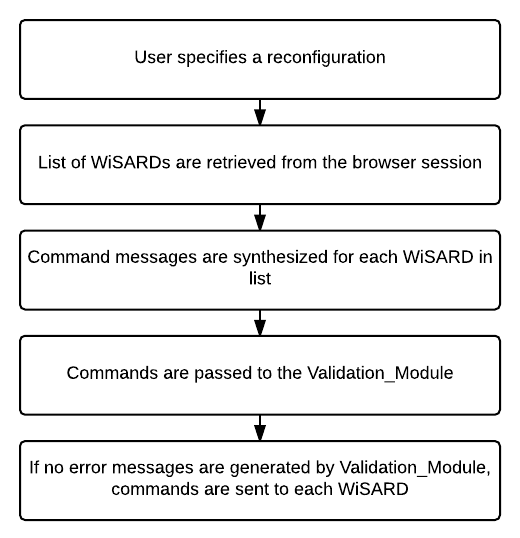 User specifies a reconfiguration
List of WiSARDs are retrieved from the browser session
Command messages are synthesized for each WiSARD in
list
Commands are passed to the Validation_Module
If no error messages are generated by Validation_Module,
commands are sent to each WiSARD